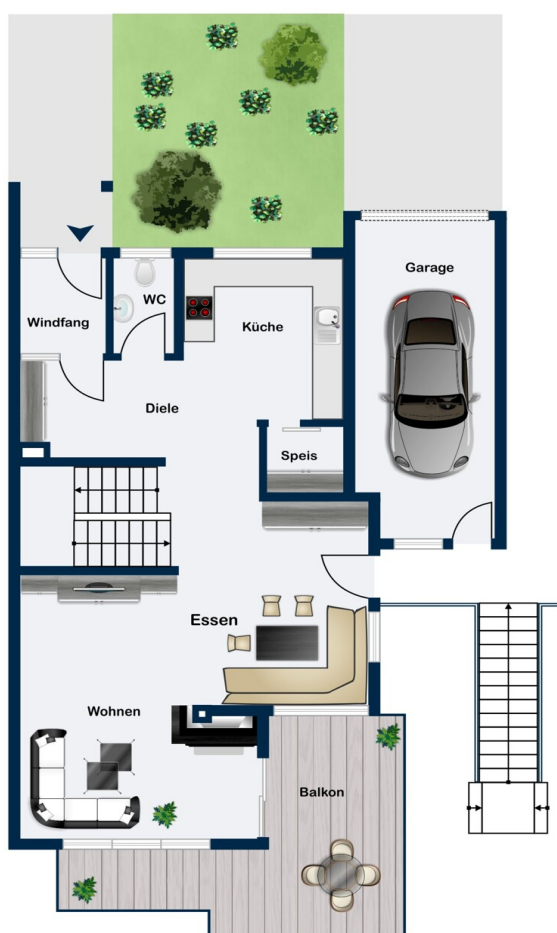 Garage
WC
Windfang
Küche
Diele
Speis
Essen
Wohnen
Balkon